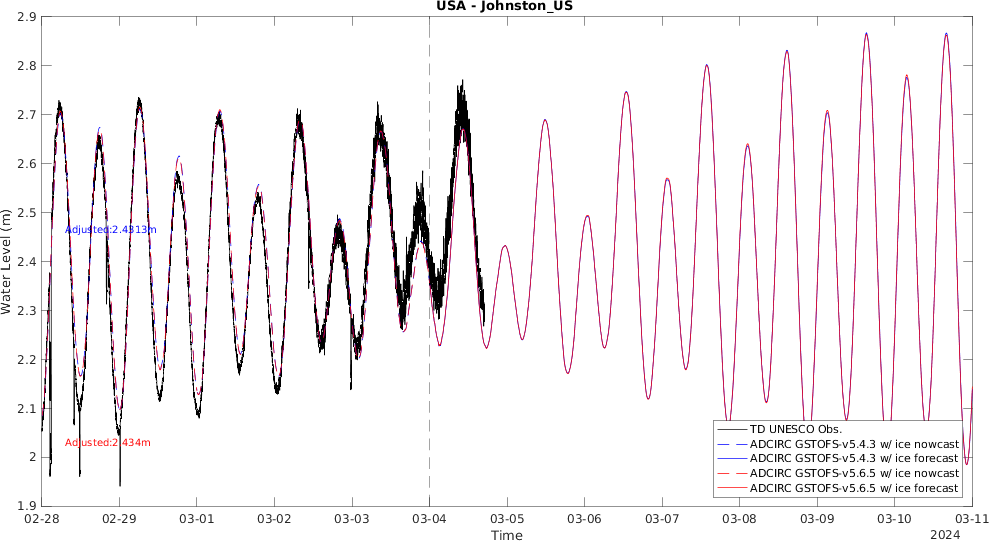 USA - Johnston_US
2.9
2.8
2.7
2.6
2.5
2.4
2.3
2.2
2.1
2
1.9
Water Level (m)
Adjusted:2.4313m
Adjusted:2.434m
TD UNESCO Obs.
ADCIRC GSTOFS-v5.4.3 w/ ice nowcast
ADCIRC GSTOFS-v5.4.3 w/ ice forecast
ADCIRC GSTOFS-v5.6.5 w/ ice nowcast
ADCIRC GSTOFS-v5.6.5 w/ ice forecast
02-28 02-29 03-01 03-02 03-03 03-04 03-05 03-06 03-07 03-08 03-09 03-10 03-11
Time
2024